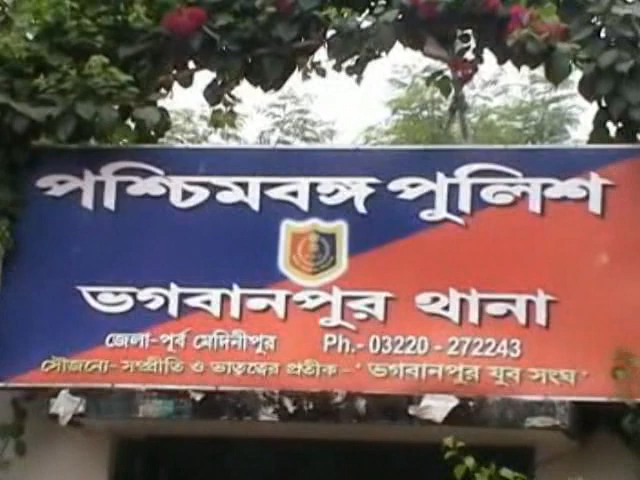 পশ্চিমবঙ্গ পুলিশ
ভগবানপুর থানা
জেলা-পূর্ব মেদিনীপুর Ph.- 03220 - 272243
সৌজন্যে- সম্প্রীতি ও ভাতৃত্বের প্রতীক- ' ভগবানপুর যুব সংঘ '